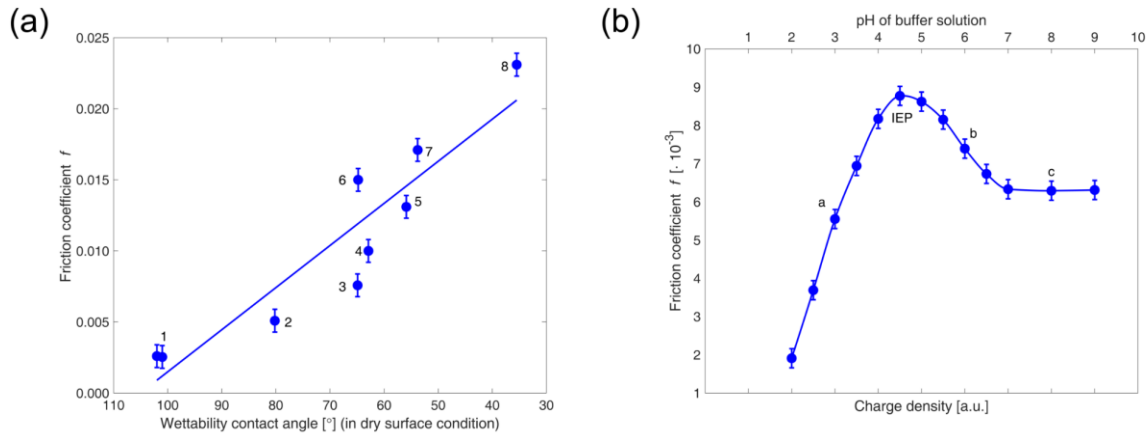 (a)
0.025
0.020
0.015
0.010
0.005
0.000
Friction coefficient f
1
2
3
4
5
6
7
8
110 100 90 80 70 60 50 40 30
Wettability contact angle [°] (in dry surface condition)
(b)
pH of buffer solution
1 2 3 4 5 6 7 8 9 10
10
9
8
7
6
5
4
3
2
1
Friction coefficient f [· 10⁻³]
a
IEP
b
c
Charge density [a.u.]